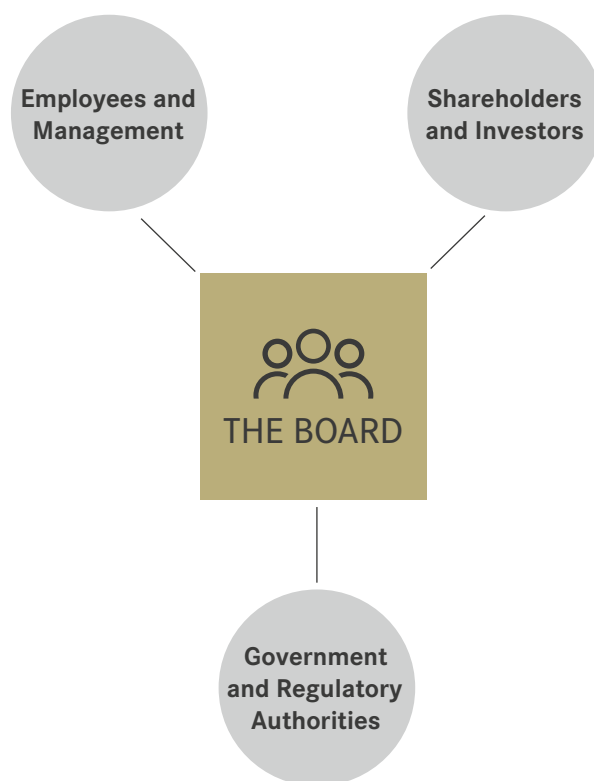 Employees and
Management
Shareholders
and Investors
THE BOARD
Government
and Regulatory
Authorities